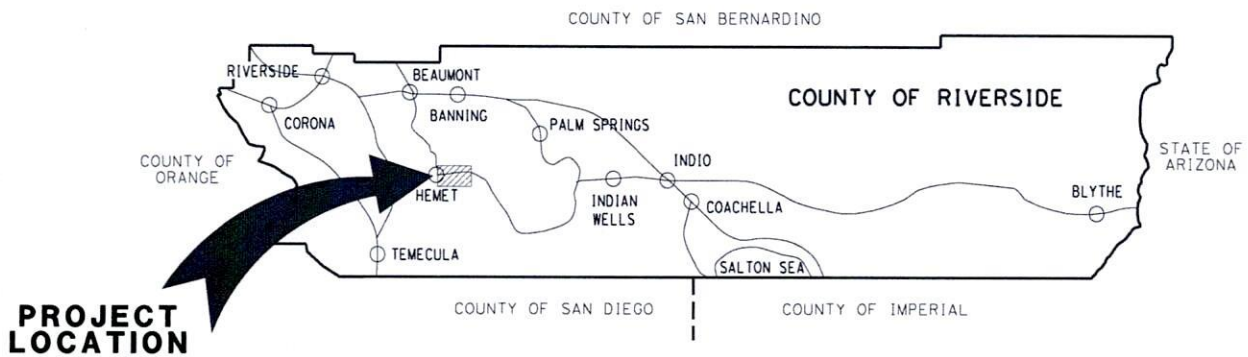 COUNTY OF SAN BERNARDINO
RIVERSIDE
BEAUMONT
COUNTY OF RIVERSIDE
BANNING
CORONA
PALM SPRINGS
COUNTY OF
ORANGE
STATE OF
ARIZONA
INDIO
HEMET
BLYTHE
INDIAN
WELLS
COACHELLA
TEMECULA
SALTON SEA
PROJECT
LOCATION
COUNTY OF SAN DIEGO
COUNTY OF IMPERIAL